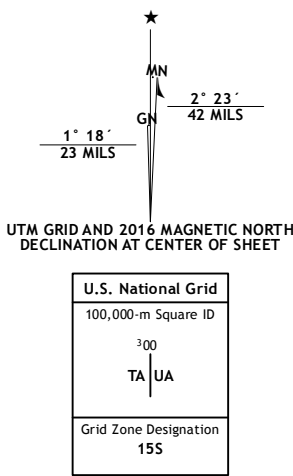 ★
MN
GN
2° 23´
42 MILS
1° 18´
23 MILS
UTM GRID AND 2016 MAGNETIC NORTH
DECLINATION AT CENTER OF SHEET
U.S. National Grid
100,000-m Square ID
³00
TA UA
Grid Zone Designation
15S